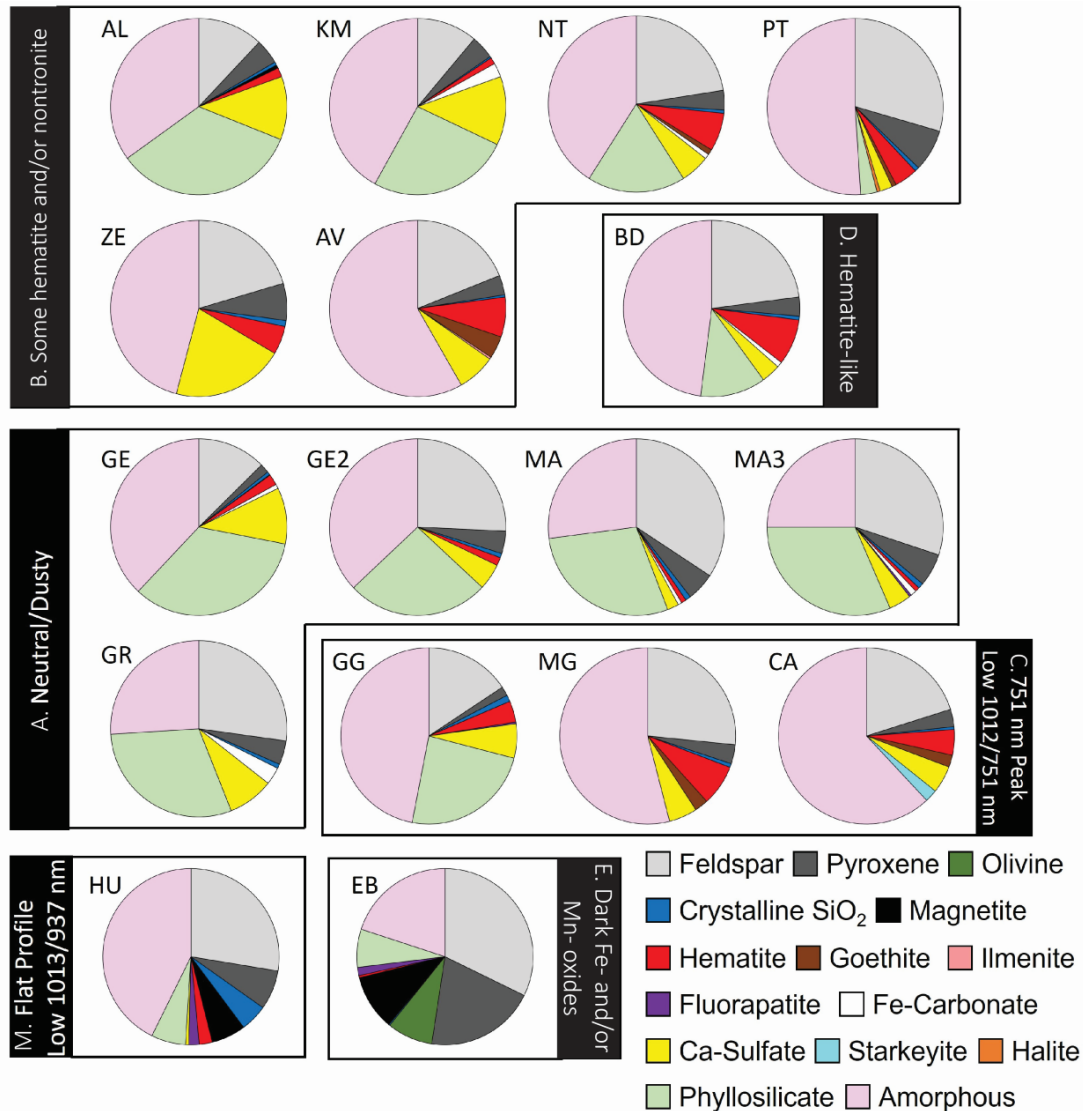 B. Some hematite and/or nontronite
AL
KM
NT
PT
ZE
AV
BD
D. Hematite-like
A. Neutral/Dusty
GE
GE2
MA
MA3
GR
GG
MG
CA
C.751 nm Peak
Low 1012/751 nm
M. Flat Profile
Low 1013/937 nm
HU
EB
E. Dark Fe- and/or
Mn- oxides
Feldspar Pyroxene Olivine
Crystalline SiO₂ Magnetite
Hematite Goethite Ilmenite
Fluorapatite Fe-Carbonate
Ca-Sulfate Starkeyite Halite
Phyllosilicate Amorphous